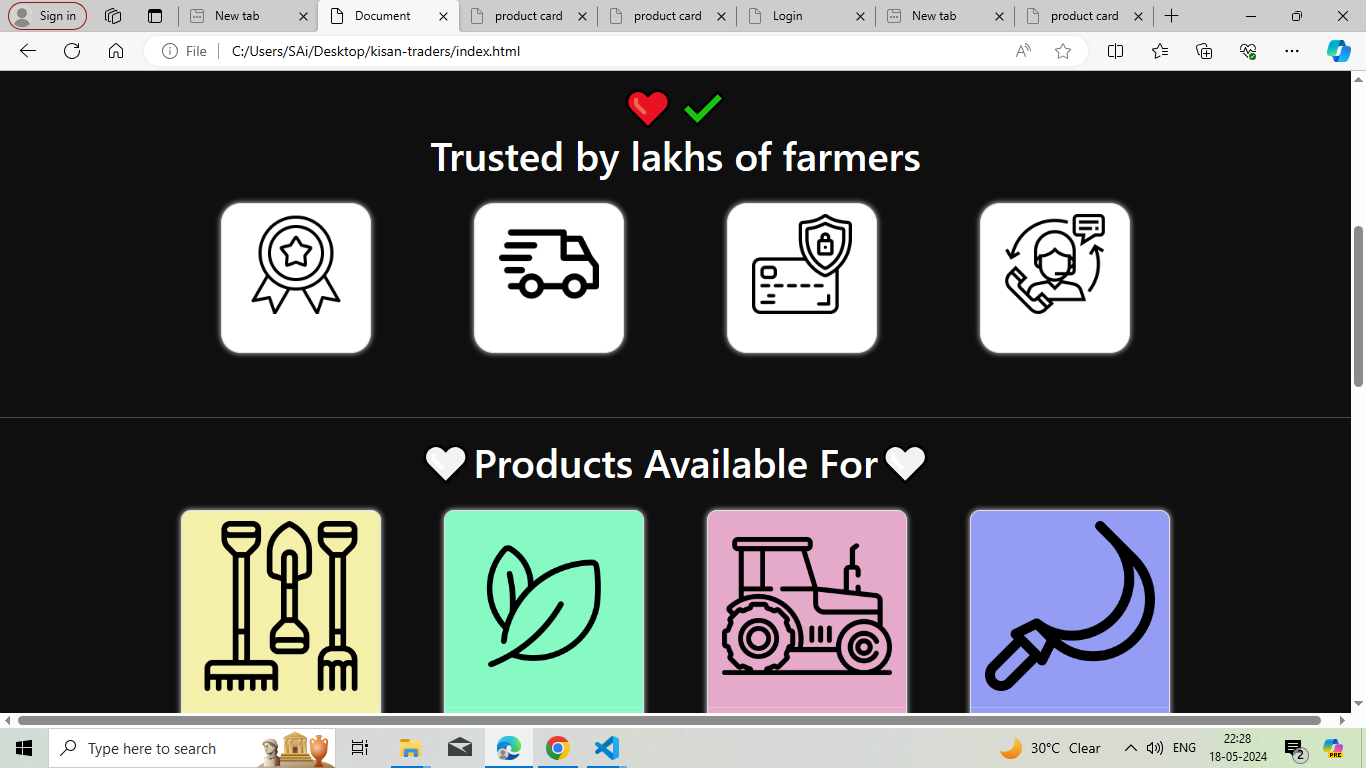 Sign in
New tab
Document
product card
product card
Login
New tab
product card
File
C:/Users/SAi/Desktop/kisan-traders/index.html
Trusted by lakhs of farmers
Products Available For
Type here to search
30°C Clear
ENG
22:28
18-05-2024
2
PRE